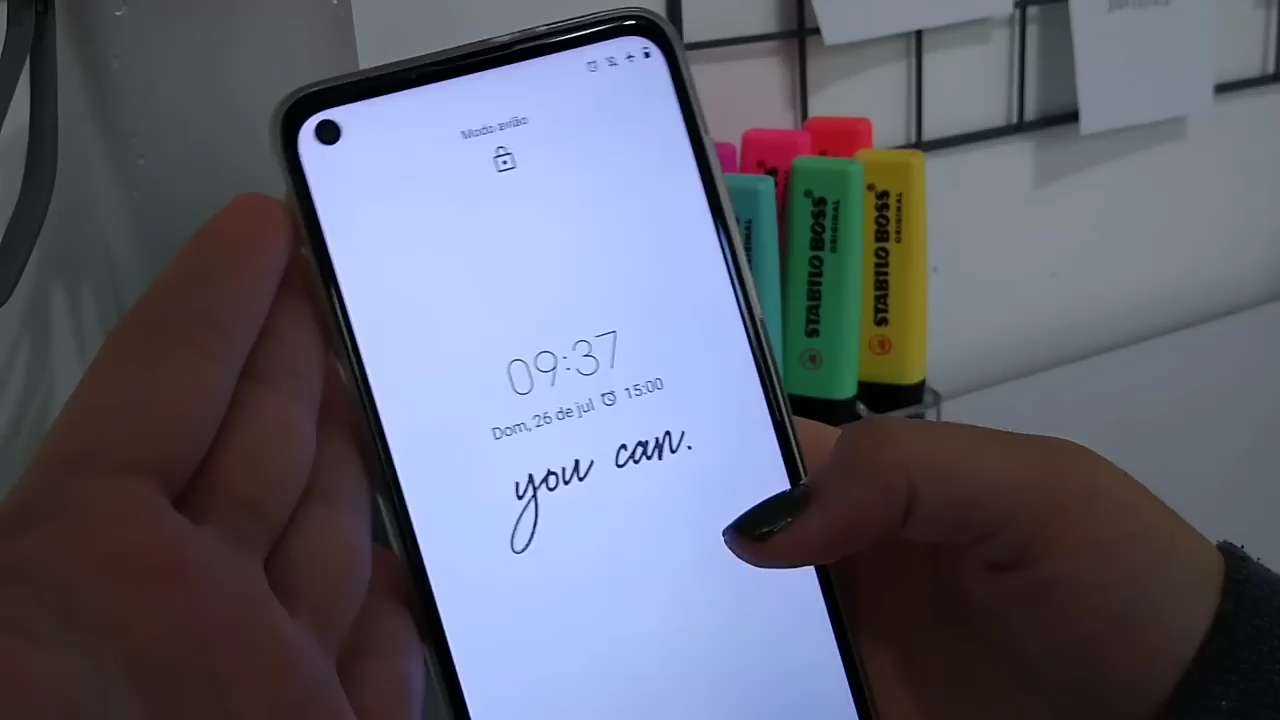 Modo avião
09:37
Dom, 26 de jul 15:00
you can.
STABILO BOSS
ORIGINAL
STABILO BOSS
ORIGINAL